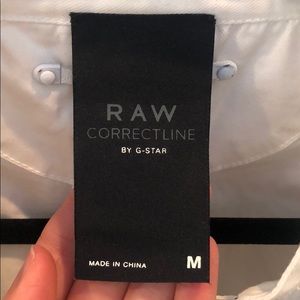 RAW
CORRECTLINE
BY G-STAR
MADE IN CHINA M